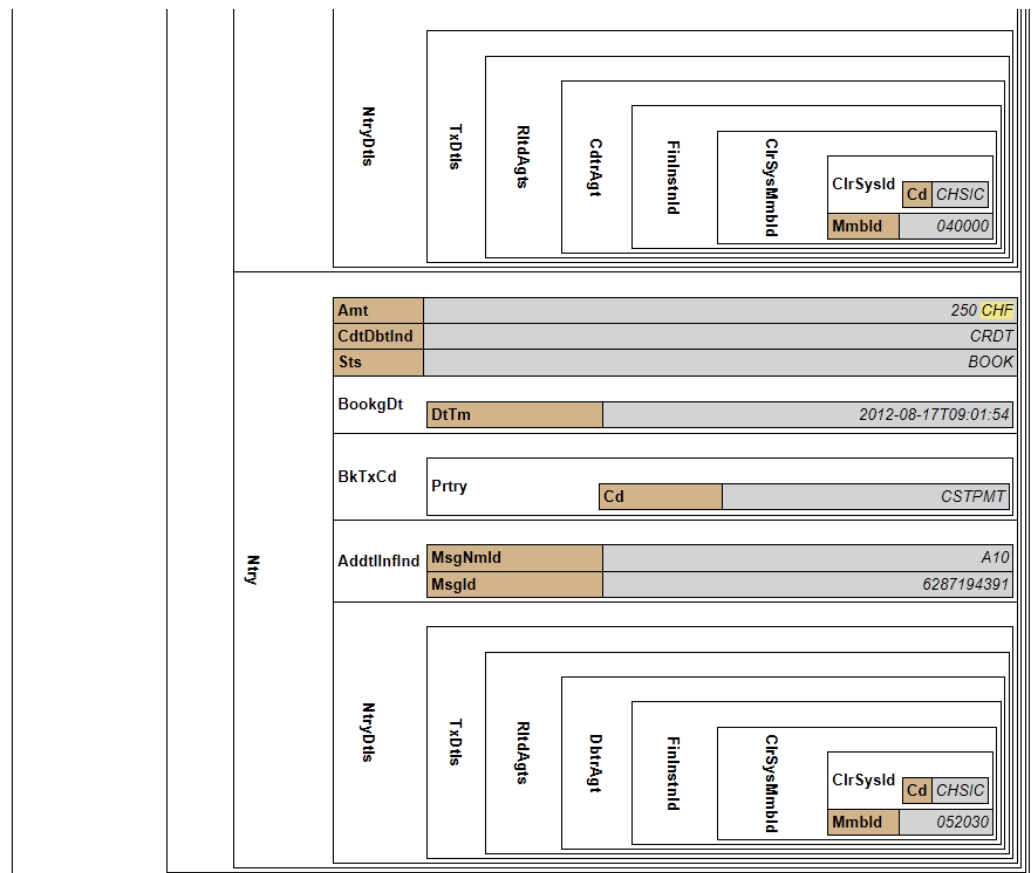 NtryDtls
TxDtls
RltdAgts
CdtrAgt
FinInstnId
ClrSysMmbId
ClrSysId
Cd CHSIC
MmbId 040000
Ntry
Amt 250 CHF
CdtDbtInd CRDT
Sts BOOK
BookgDt
DtTm 2012-08-17T09:01:54
BkTxCd
Prtry
Cd CSTPMT
AddtlInfInd
MsgNmId A10
MsgId 6287194391
NtryDtls
TxDtls
RltdAgts
DbtrAgt
FinInstnId
ClrSysMmbId
ClrSysId
Cd CHSIC
MmbId 052030